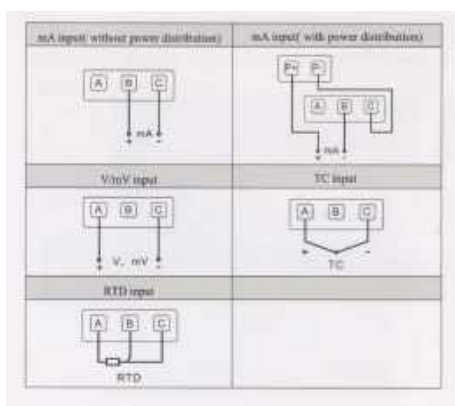 mA input( without power distribution)
mA input( with power distribution)
A B C
+ mA -
P+ P-
A B C
+ mA -
V/mV input
TC input
A B C
+ V, mV -
A B C
+ -
TC
RTD input
A B C
RTD